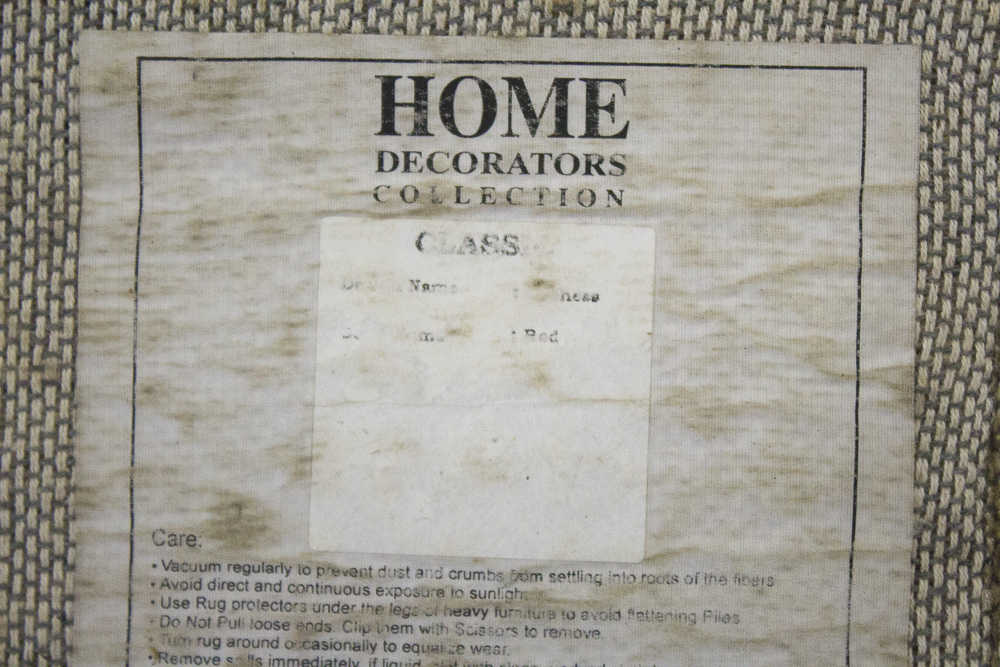 HOME
DECORATORS
COLLECTION
Name
: Red
Care:
• Vacuum regularly to prevent dust and crumbs from settling into roots of the fibers
• Avoid direct and continuous exposure to sunlight
• Use Rug protectors under the legs of heavy furniture to avoid flattening Piles
• Do Not Pull loose ends. Clip them with Scissors to remove.
• Turn rug around occasionally to equalize wear.
• Remove spills immediately, if liquid,